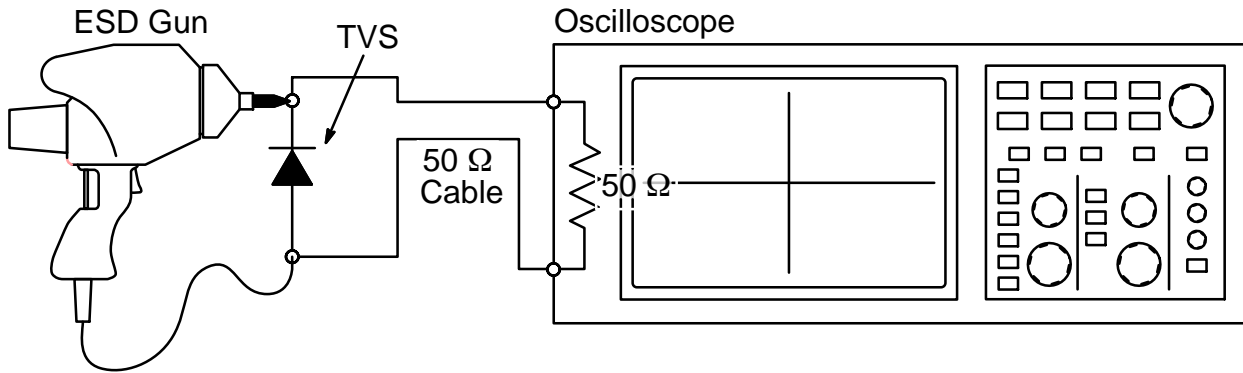 ESD Gun
TVS
Oscilloscope
50 Ω
Cable
50 Ω